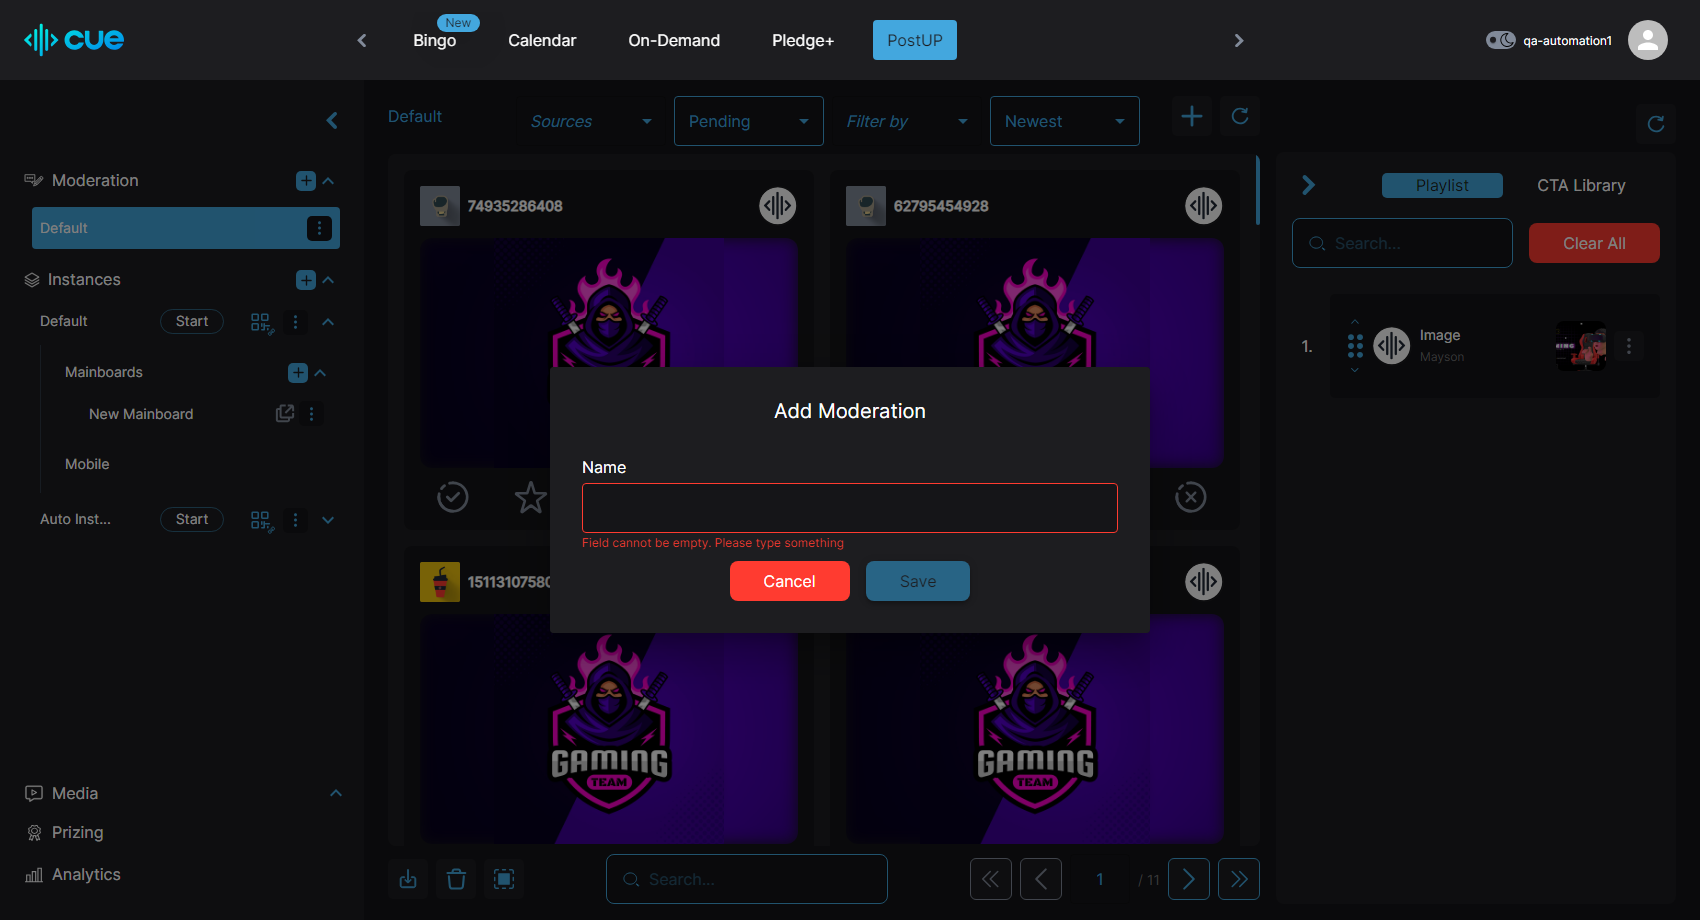 cue
New
Bingo
Calendar
On-Demand
Pledge+
PostUP
qa-automation1
Moderation
Default
Instances
Default
Start
Mainboards
New Mainboard
Mobile
Auto Inst...
Start
Media
Prizing
Analytics
Default
Sources
Pending
Filter by
Newest
74935286408
62795454928
15113107580
GAMING
TEAM
GAMING
TEAM
Search...
1
/ 11
Add Moderation
Name
Field cannot be empty. Please type something
Cancel
Save
Playlist
CTA Library
Search...
Clear All
1.
Image
Mayson